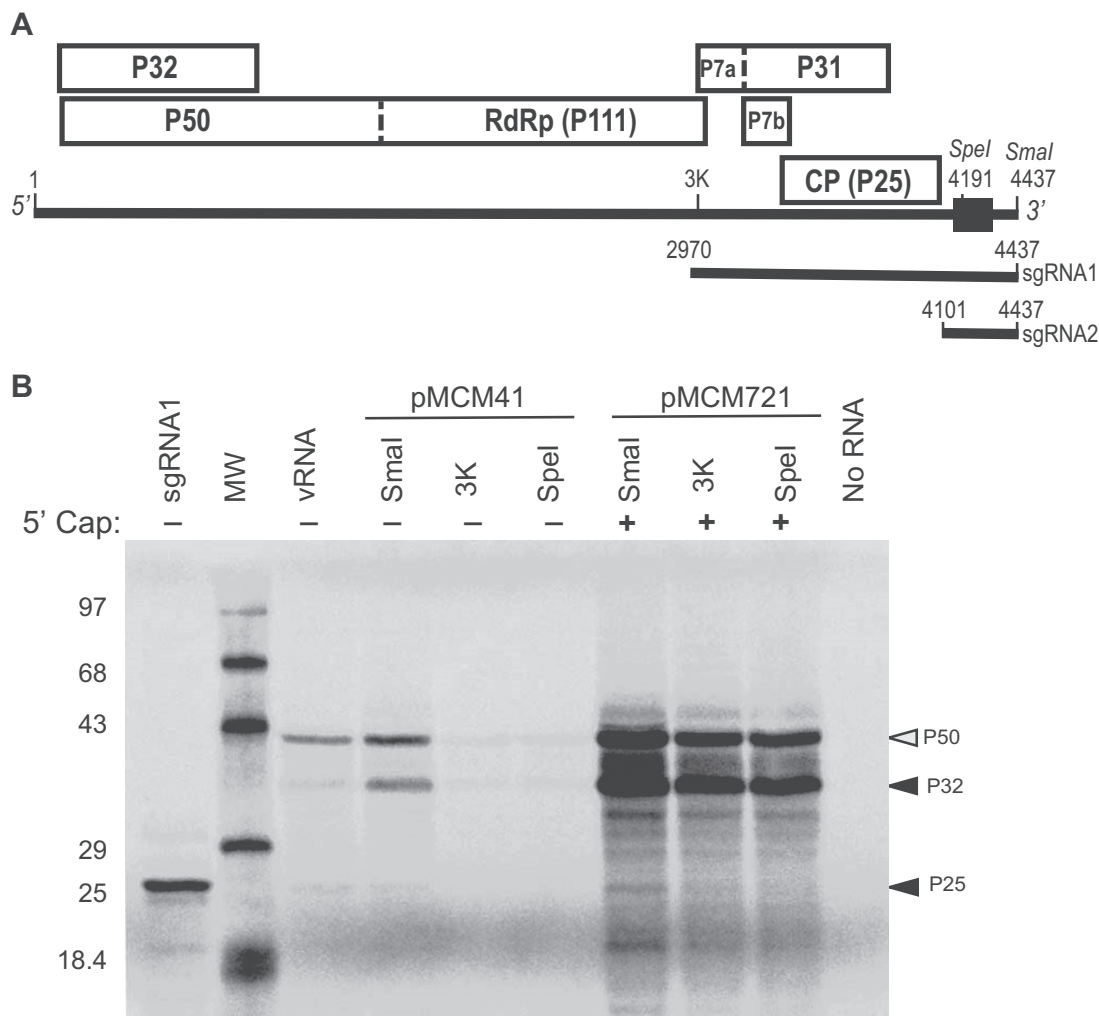 A
P32
P7a P31
P50 RdRp (P111) P7b
SpeI SmaI
1 3K CP (P25) 4191 4437
5’ 3’
2970 4437
sgRNA1
4101 4437
sgRNA2
B
pMCM41 pMCM721
sgRNA1 MW vRNA SmaI 3K SpeI SmaI 3K SpeI No RNA
5’ Cap: – – – – – + + +
97
68
43
P50
P32
29
25
P25
18.4